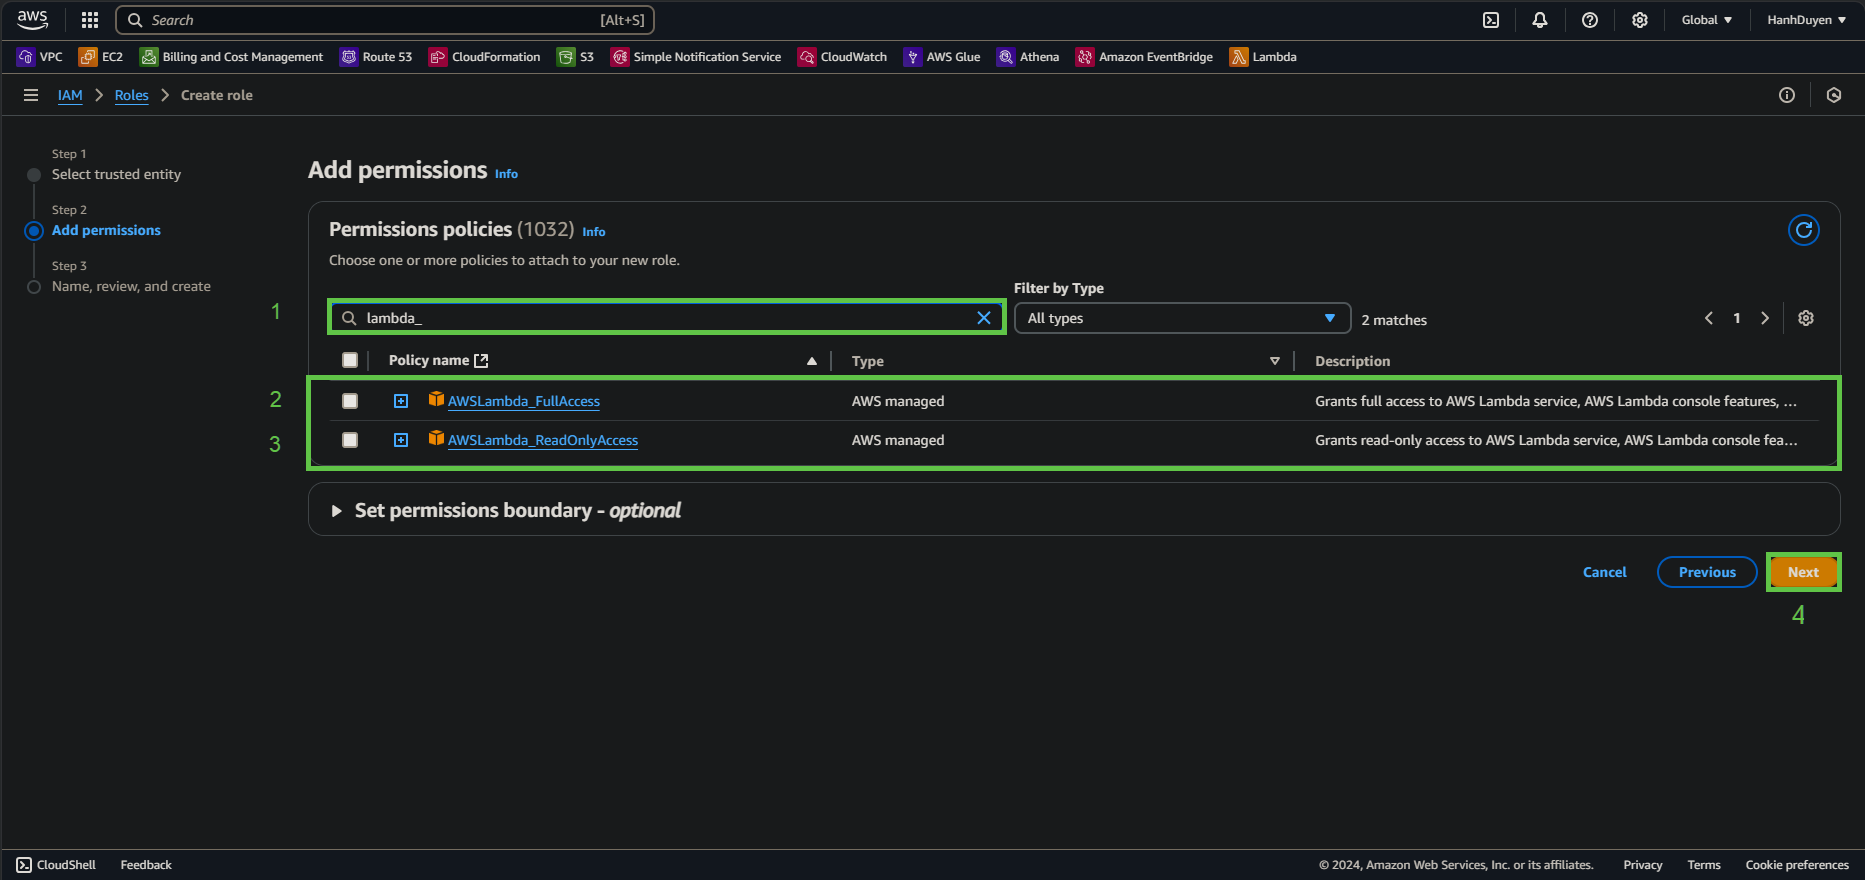 aws Search [Alt+S] Global HanhDuyen
VPC EC2 Billing and Cost Management Route 53 CloudFormation S3 Simple Notification Service CloudWatch AWS Glue Athena Amazon EventBridge Lambda
IAM Roles Create role
Step 1
Select trusted entity
Step 2
Add permissions
Step 3
Name, review, and create
Add permissions Info
Permissions policies (1032) Info
Choose one or more policies to attach to your new role.
Filter by Type
1 lambda_ All types 2 matches 1
Policy name Type Description
2 AWSLambda_FullAccess AWS managed Grants full access to AWS Lambda service, AWS Lambda console features, ...
3 AWSLambda_ReadOnlyAccess AWS managed Grants read-only access to AWS Lambda service, AWS Lambda console fea...
Set permissions boundary - optional
Cancel Previous Next
4
CloudShell Feedback © 2024, Amazon Web Services, Inc. or its affiliates. Privacy Terms Cookie preferences